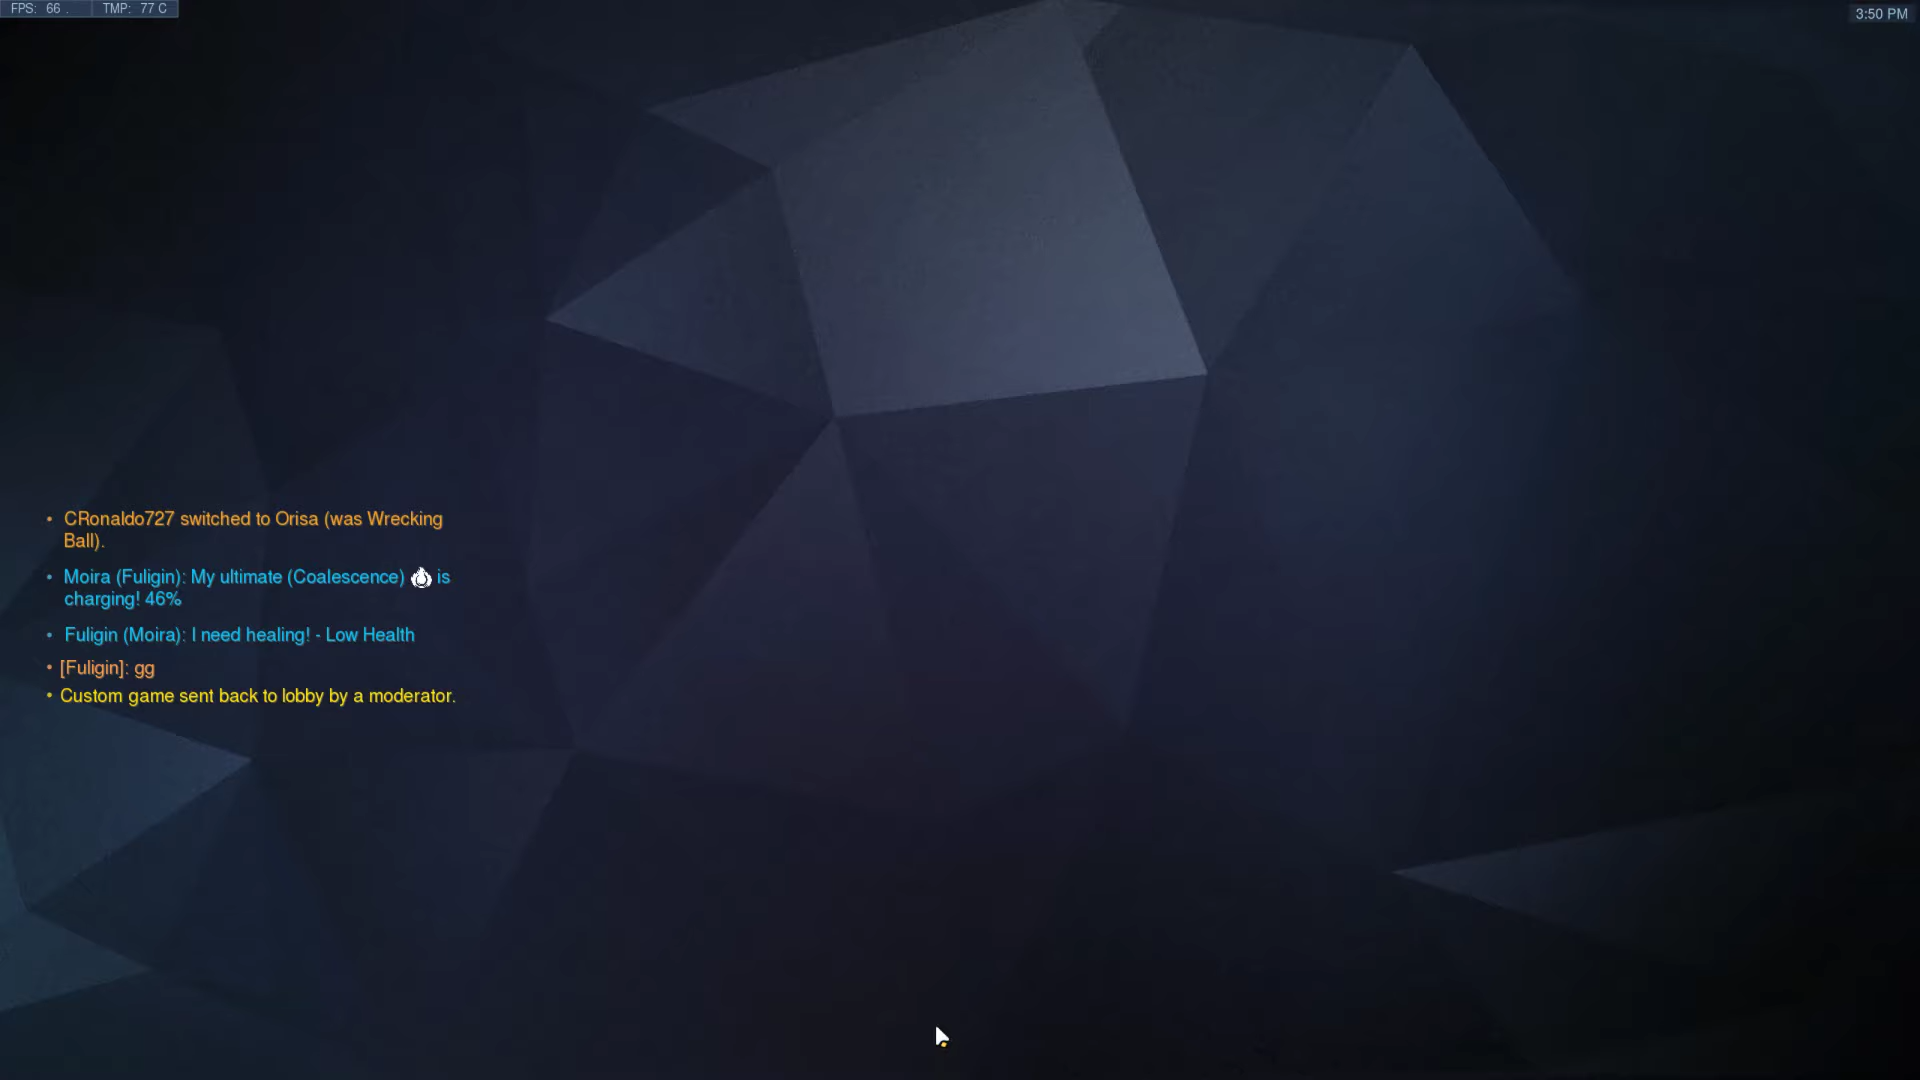 FPS: 66 . TMP: 77 C
3:50 PM
• CRonaldo727 switched to Orisa (was Wrecking
Ball).
• Moira (Fuligin): My ultimate (Coalescence) is
charging! 46%
• Fuligin (Moira): I need healing! - Low Health
• [Fuligin]: gg
• Custom game sent back to lobby by a moderator.